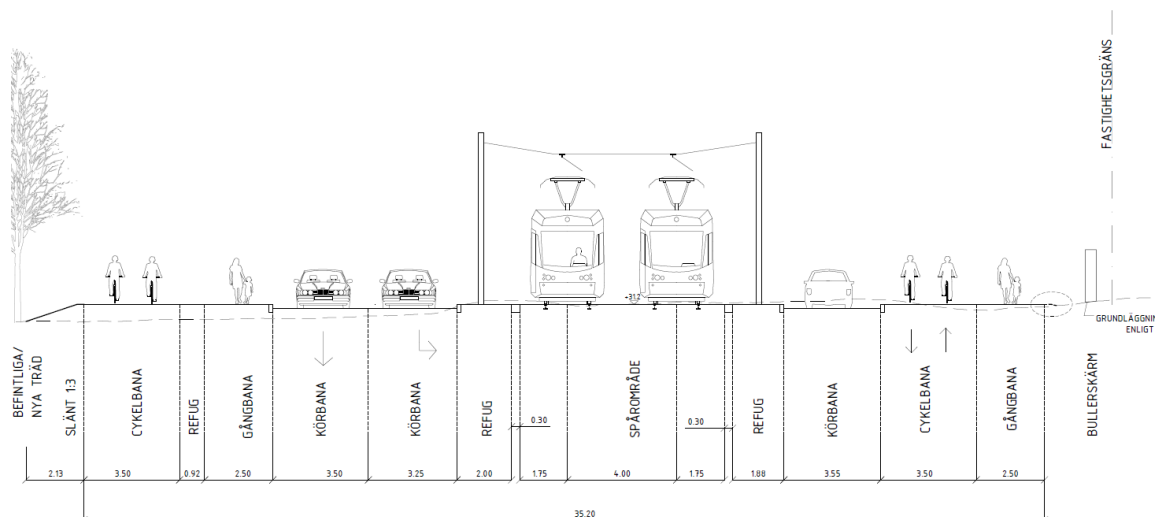 FASTIGHETSGRÄNS
+31.2
GRUNDLÄGGNIN
ENLIGT
BEFINTLIGA/
NYA TRÄD
SLÄNT 1:3
CYKELBANA
REFUG
GÅNGBANA
KÖRBANA
KÖRBANA
REFUG
0.30
SPÅROMRÅDE
0.30
REFUG
KÖRBANA
CYKELBANA
GÅNGBANA
BULLERSKÄRM
2.13
3.50
0.92
2.50
3.50
3.25
2.00
1.75
4.00
1.75
1.88
3.55
3.50
2.50
35.20